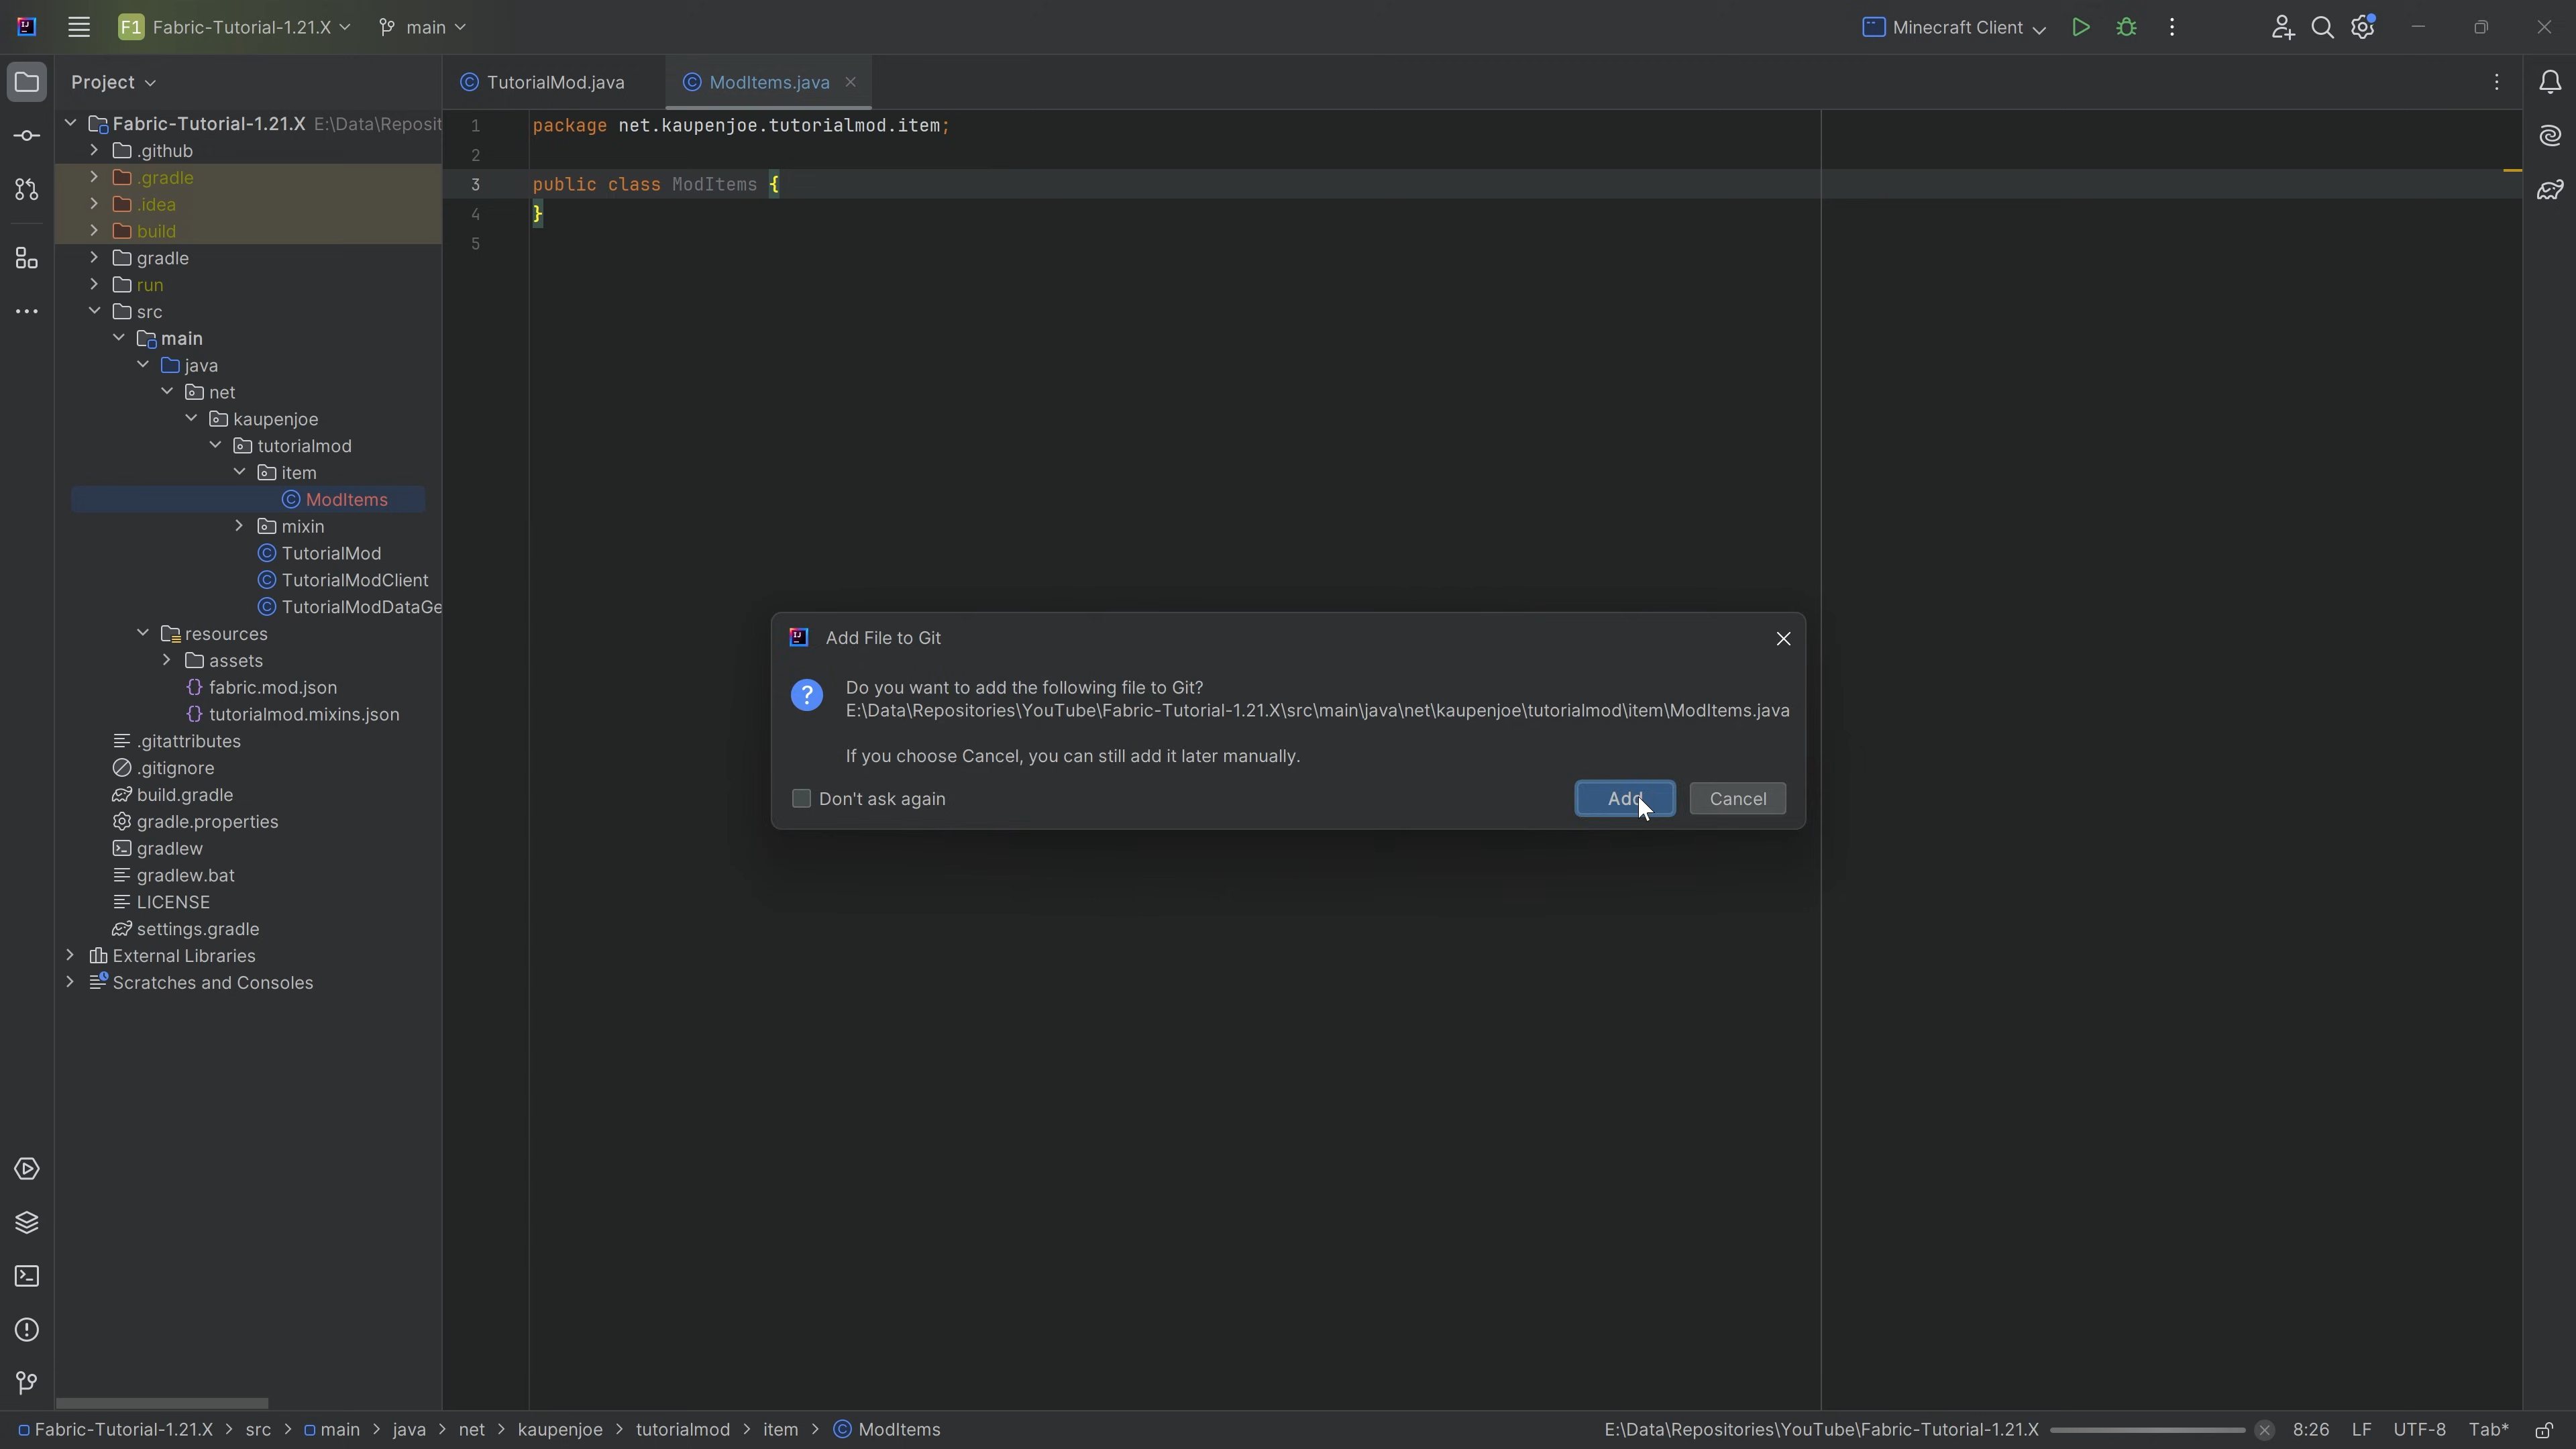 F1 Fabric-Tutorial-1.21.X main Minecraft Client
Project
Fabric-Tutorial-1.21.X E:\Data\Reposit
.github
.gradle
.idea
build
gradle
run
src
main
java
net
kaupenjoe
tutorialmod
item
ModItems
mixin
TutorialMod
TutorialModClient
TutorialModDataGe
resources
assets
fabric.mod.json
tutorialmod.mixins.json
.gitattributes
.gitignore
build.gradle
gradle.properties
gradlew
gradlew.bat
LICENSE
settings.gradle
External Libraries
Scratches and Consoles
TutorialMod.java ModItems.java
1 package net.kaupenjoe.tutorialmod.item;
2
3 public class ModItems {
4 }
5
Add File to Git
Do you want to add the following file to Git?
E:\Data\Repositories\YouTube\Fabric-Tutorial-1.21.X\src\main\java\net\kaupenjoe\tutorialmod\item\ModItems.java
If you choose Cancel, you can still add it later manually.
Don't ask again Add Cancel
Fabric-Tutorial-1.21.X > src > main > java > net > kaupenjoe > tutorialmod > item > ModItems E:\Data\Repositories\YouTube\Fabric-Tutorial-1.21.X 8:26 LF UTF-8 Tab*